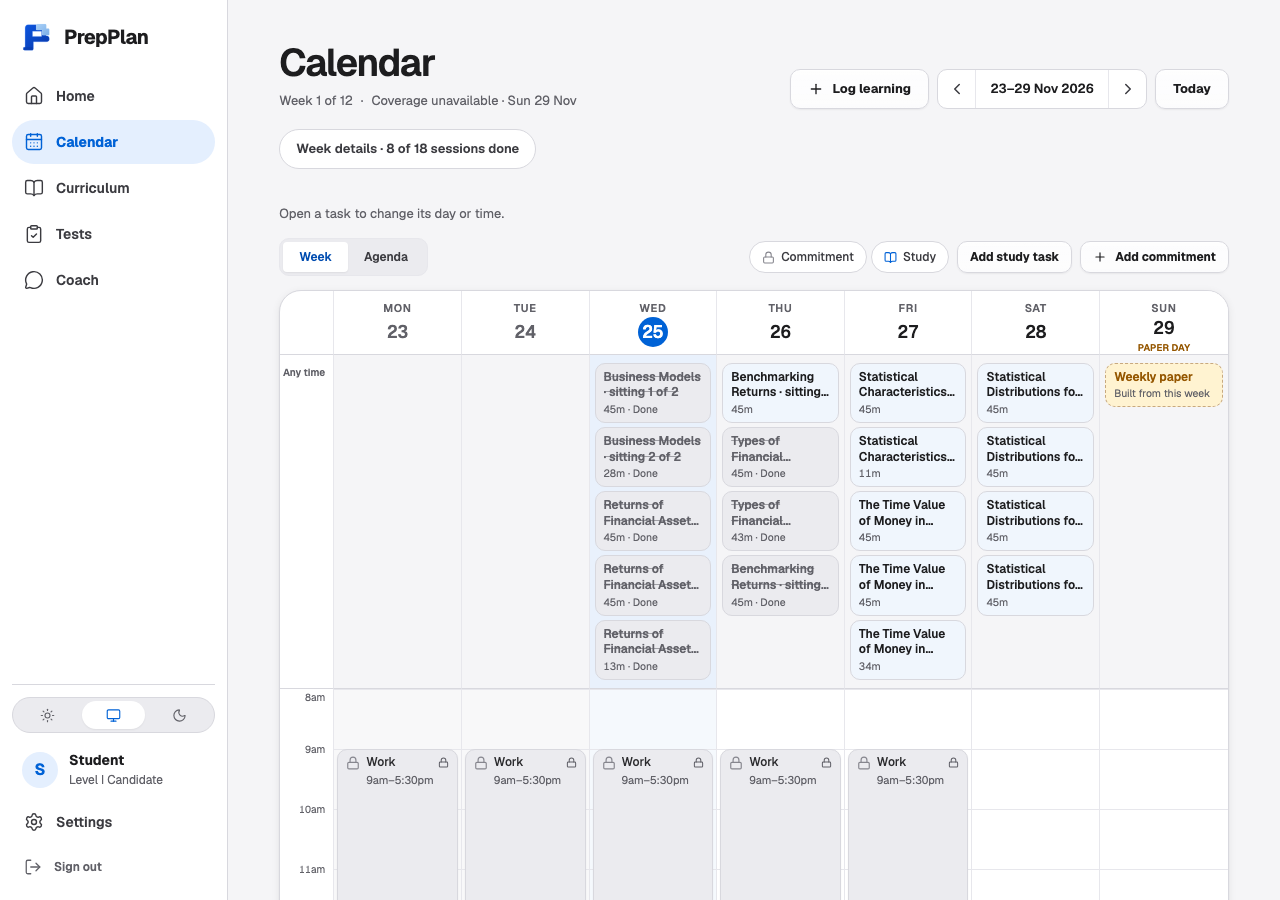 PrepPlan
Home
Calendar
Curriculum
Tests
Coach
S
Student
Level I Candidate
Settings
Sign out
Calendar
Week 1 of 12 · Coverage unavailable · Sun 29 Nov
Log learning
23–29 Nov 2026
Today
Week details · 8 of 18 sessions done
Open a task to change its day or time.
Week
Agenda
Commitment
Study
Add study task
Add commitment
MON
23
TUE
24
WED
25
THU
26
FRI
27
SAT
28
SUN
29
PAPER DAY
Any time
Business Models
· sitting 1 of 2
45m · Done
Business Models
· sitting 2 of 2
28m · Done
Returns of
Financial Asset…
45m · Done
Returns of
Financial Asset…
45m · Done
Returns of
Financial Asset…
13m · Done
Benchmarking
Returns · sitting…
45m
Types of
Financial…
45m · Done
Types of
Financial…
43m · Done
Benchmarking
Returns · sitting…
45m · Done
Statistical
Characteristics…
45m
Statistical
Characteristics…
11m
The Time Value
of Money in…
45m
The Time Value
of Money in…
45m
The Time Value
of Money in…
34m
Statistical
Distributions fo…
45m
Statistical
Distributions fo…
45m
Statistical
Distributions fo…
45m
Statistical
Distributions fo…
45m
Weekly paper
Built from this week
8am
9am
10am
11am
Work
9am–5:30pm
Work
9am–5:30pm
Work
9am–5:30pm
Work
9am–5:30pm
Work
9am–5:30pm